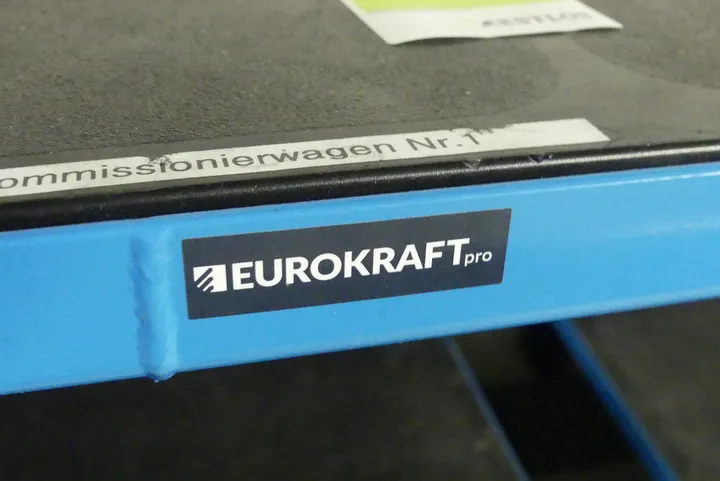 ommissionierwagen Nr.1"
EUROKRAFTpro